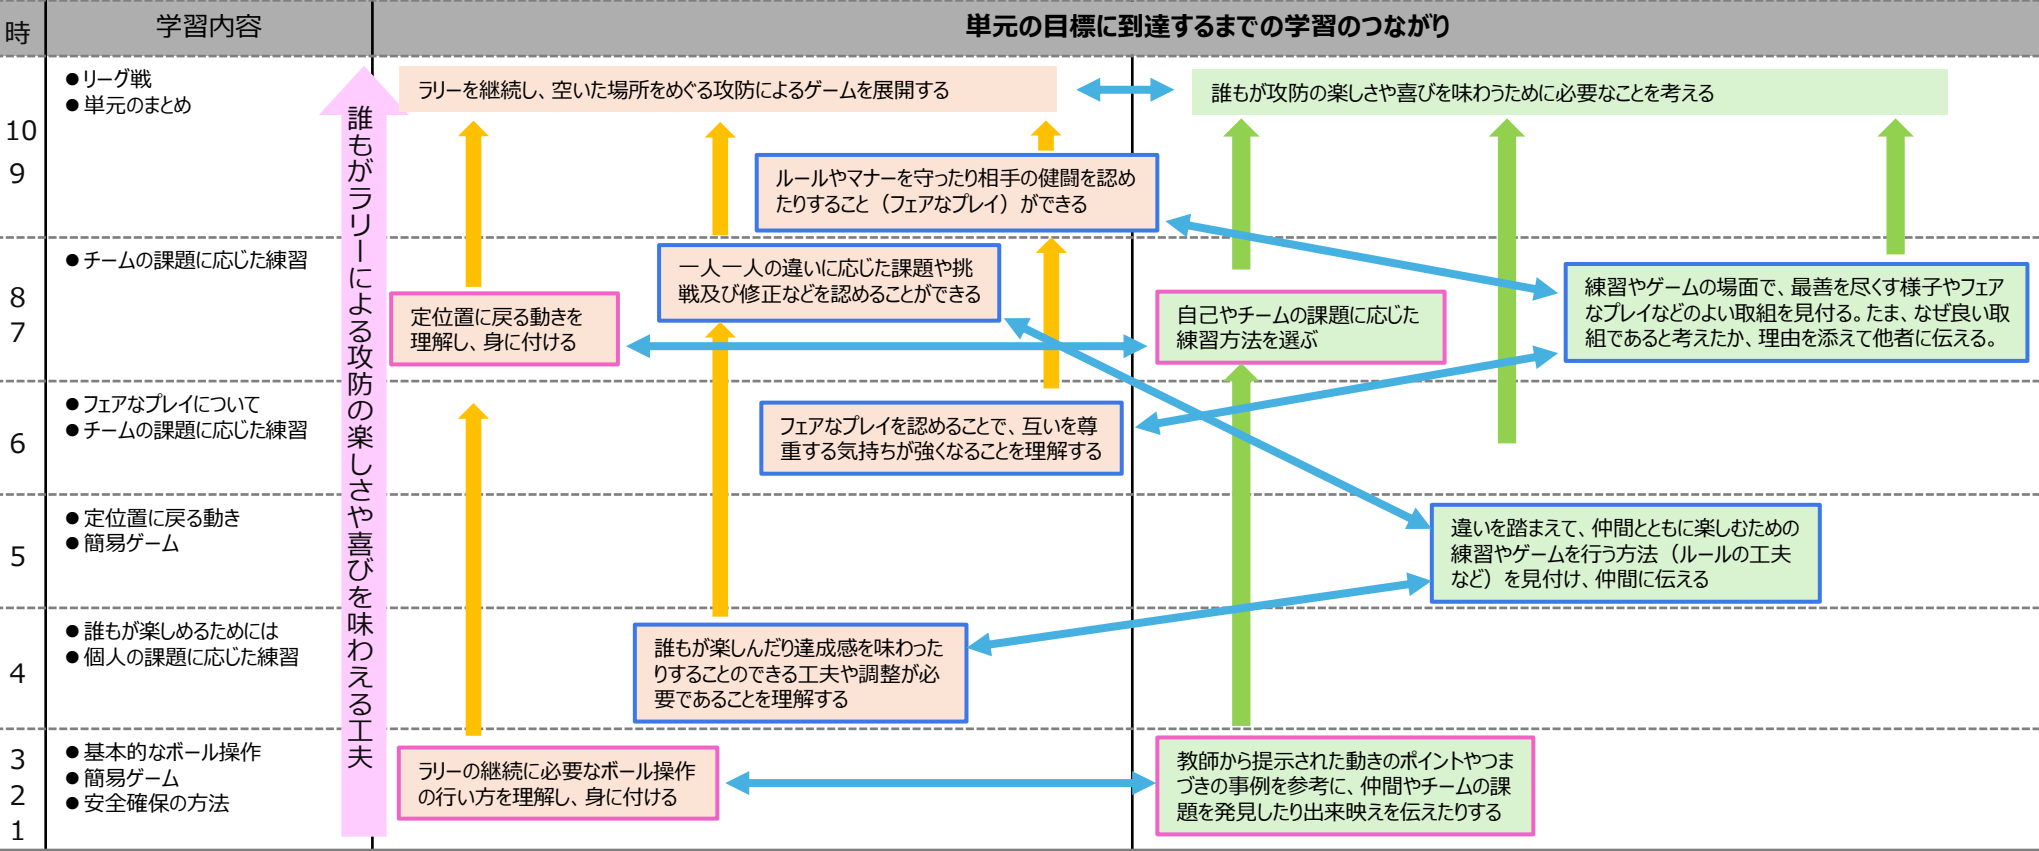 時
学習内容
単元の目標に到達するまでの学習のつながり
10
9
●リーグ戦
●単元のまとめ
誰もがラリーによる攻防の楽しさや喜びを味わえる工夫
ラリーを継続し、空いた場所をめぐる攻防によるゲームを展開する
誰もが攻防の楽しさや喜びを味わうために必要なことを考える
ルールやマナーを守ったり相手の健闘を認め
たりすること（フェアなプレイ）ができる
8
7
●チームの課題に応じた練習
一人一人の違いに応じた課題や挑
戦及び修正などを認めることができる
定位置に戻る動きを
理解し、身に付ける
自己やチームの課題に応じた
練習方法を選ぶ
練習やゲームの場面で、最善を尽くす様子やフェア
なプレイなどのよい取組を見付る。たま、なぜ良い取
組であると考えたか、理由を添えて他者に伝える。
6
●フェアなプレイについて
●チームの課題に応じた練習
フェアなプレイを認めることで、互いを尊
重する気持ちが強くなることを理解する
5
●定位置に戻る動き
●簡易ゲーム
違いを踏まえて、仲間とともに楽しむための
練習やゲームを行う方法（ルールの工夫
など）を見付け、仲間に伝える
4
●誰もが楽しめるためには
●個人の課題に応じた練習
誰もが楽しんだり達成感を味わった
りすることのできる工夫や調整が必
要であることを理解する
3
2
1
●基本的なボール操作
●簡易ゲーム
●安全確保の方法
ラリーの継続に必要なボール操作
の行い方を理解し、身に付ける
教師から提示された動きのポイントやつま
づきの事例を参考に、仲間やチームの課
題を発見したり出来映えを伝えたりする